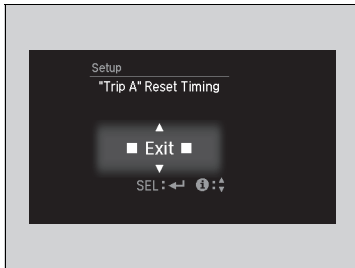 Setup
"Trip A" Reset Timing
▲
■ Exit ■
▼
SEL:↵ ℹ:▲▼